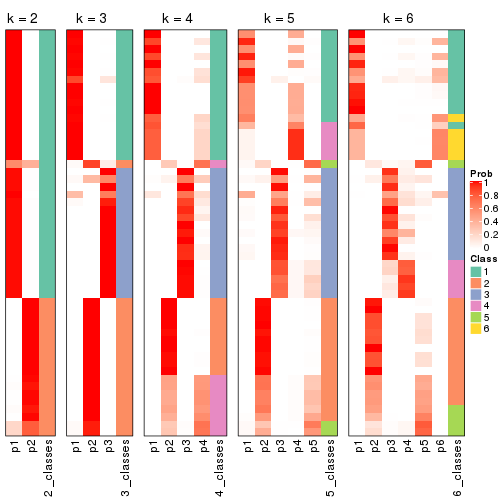 k = 2
k = 3
k = 4
k = 5
k = 6
Prob
1
0.8
0.6
0.4
0.2
0
Class
1
2
3
4
5
6
p1
p2
2_classes
p1
p2
p3
3_classes
p1
p2
p3
p4
4_classes
p1
p2
p3
p4
p5
5_classes
p1
p2
p3
p4
p5
p6
6_classes